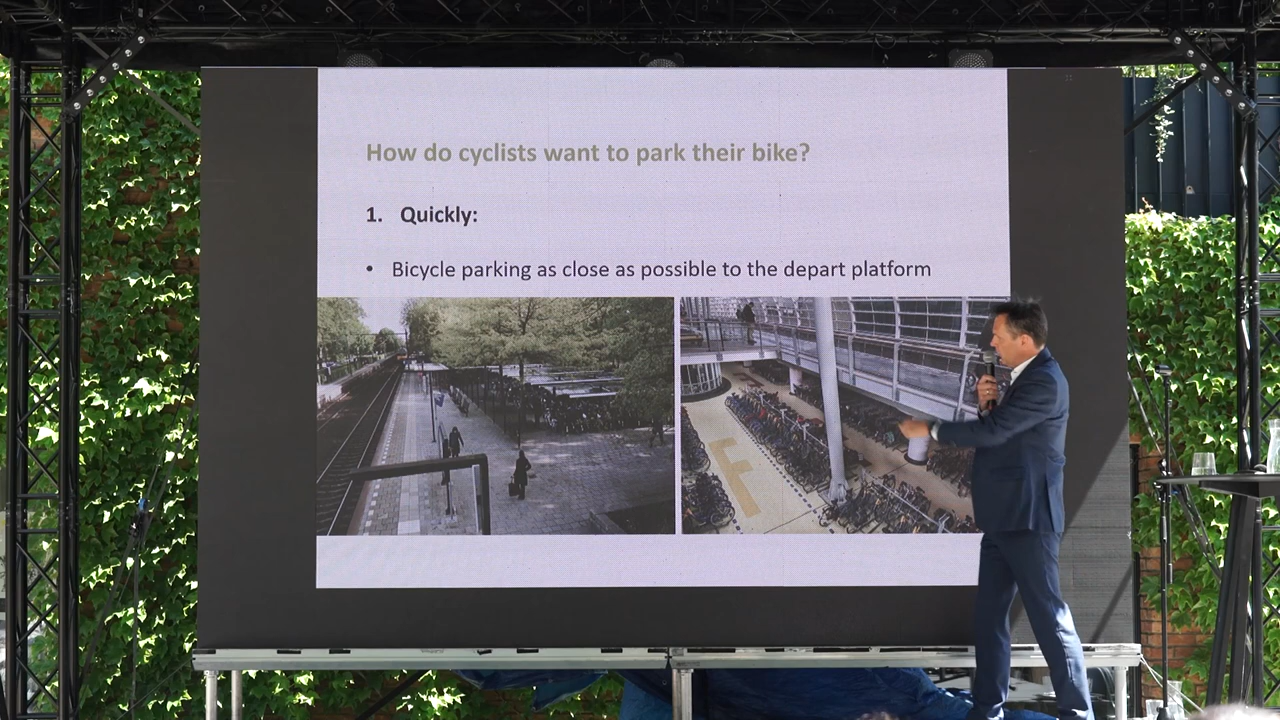 How do cyclists want to park their bike?
1. Quickly:
• Bicycle parking as close as possible to the depart platform
F